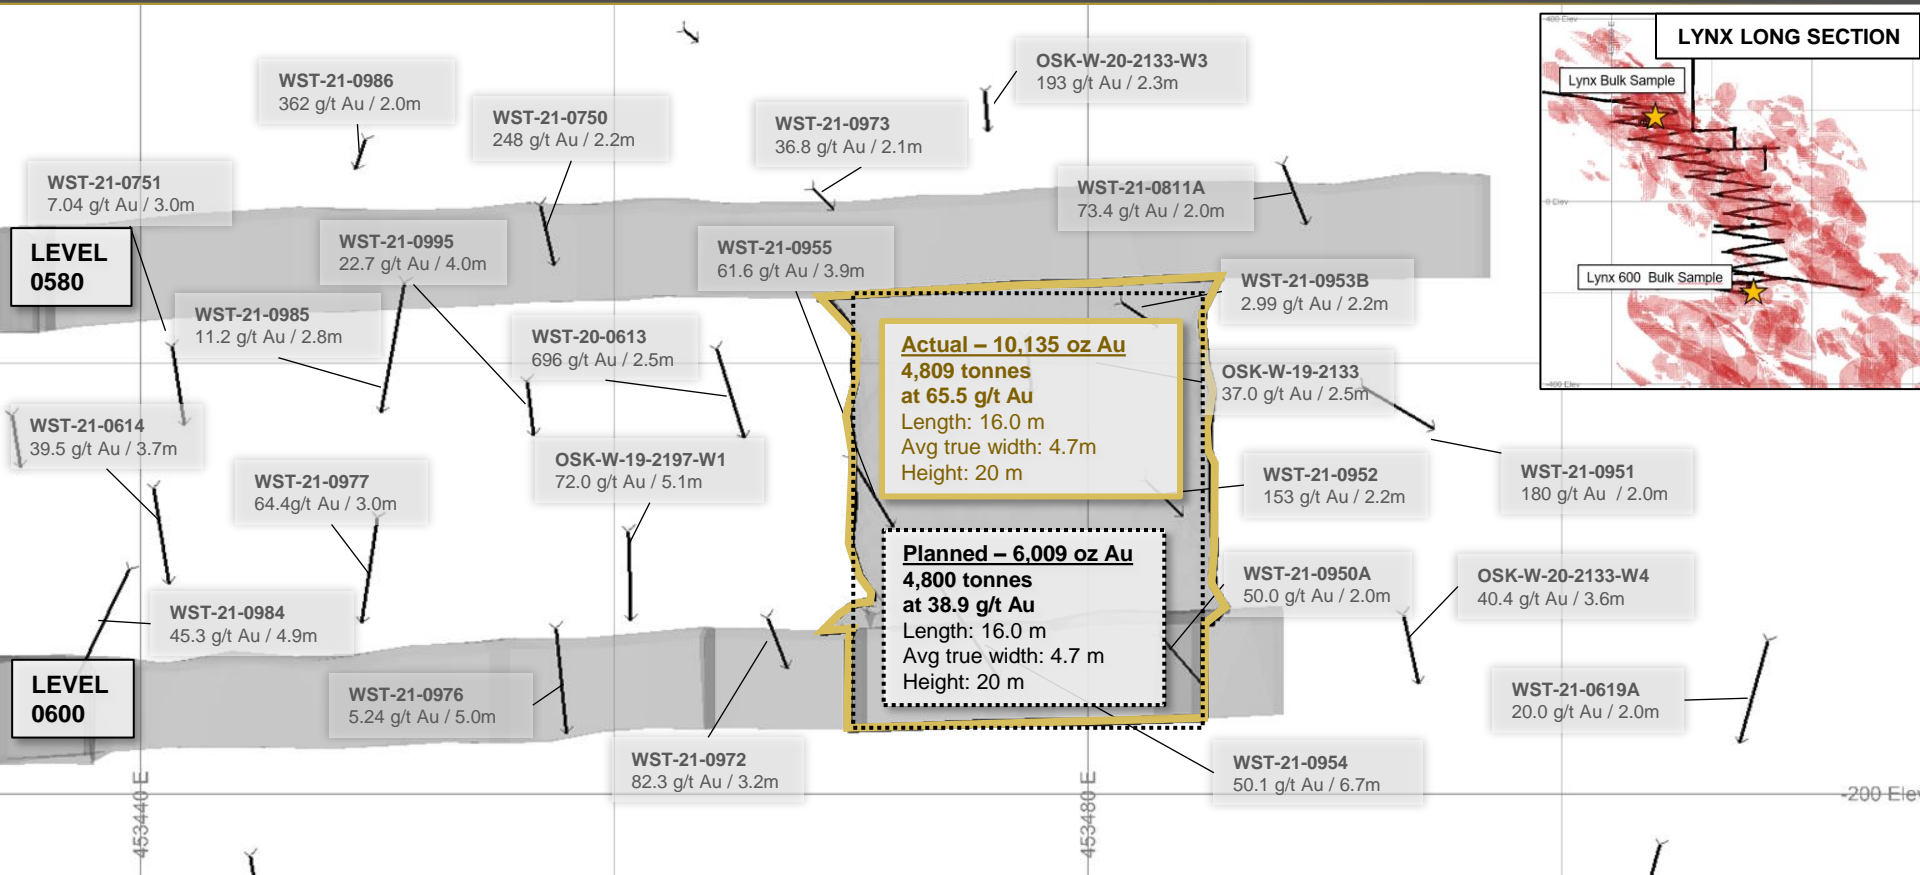 LYNX LONG SECTION
400 Elev
Lynx Bulk Sample
0 Elev
Lynx 600 Bulk Sample
-400 Elev
OSK-W-20-2133-W3
193 g/t Au / 2.3m
WST-21-0986
362 g/t Au / 2.0m
WST-21-0750
248 g/t Au / 2.2m
WST-21-0973
36.8 g/t Au / 2.1m
WST-21-0751
7.04 g/t Au / 3.0m
WST-21-0811A
73.4 g/t Au / 2.0m
LEVEL
0580
WST-21-0995
22.7 g/t Au / 4.0m
WST-21-0955
61.6 g/t Au / 3.9m
WST-21-0953B
2.99 g/t Au / 2.2m
WST-21-0985
11.2 g/t Au / 2.8m
WST-20-0613
696 g/t Au / 2.5m
Actual – 10,135 oz Au
4,809 tonnes
at 65.5 g/t Au
Length: 16.0 m
Avg true width: 4.7m
Height: 20 m
OSK-W-19-2133
37.0 g/t Au / 2.5m
WST-21-0614
39.5 g/t Au / 3.7m
WST-21-0977
64.4g/t Au / 3.0m
OSK-W-19-2197-W1
72.0 g/t Au / 5.1m
WST-21-0952
153 g/t Au / 2.2m
WST-21-0951
180 g/t Au / 2.0m
Planned – 6,009 oz Au
4,800 tonnes
at 38.9 g/t Au
Length: 16.0 m
Avg true width: 4.7 m
Height: 20 m
WST-21-0950A
50.0 g/t Au / 2.0m
OSK-W-20-2133-W4
40.4 g/t Au / 3.6m
WST-21-0984
45.3 g/t Au / 4.9m
LEVEL
0600
WST-21-0976
5.24 g/t Au / 5.0m
WST-21-0619A
20.0 g/t Au / 2.0m
WST-21-0972
82.3 g/t Au / 3.2m
WST-21-0954
50.1 g/t Au / 6.7m
453440 E
453480 E
-200 Elev